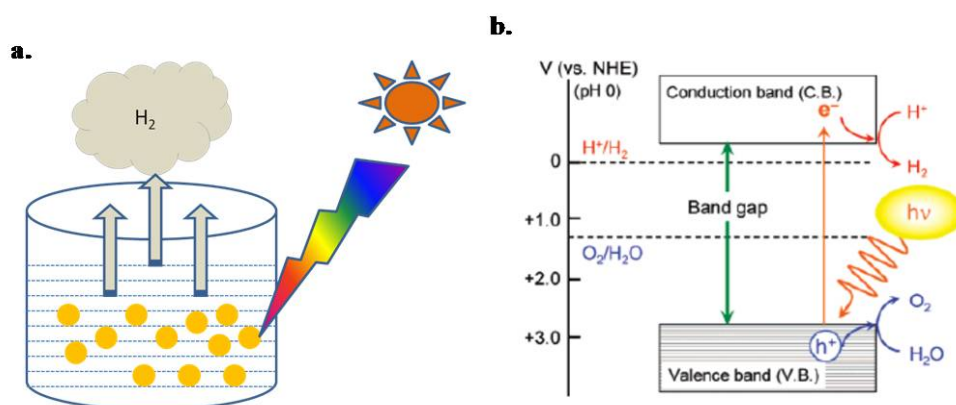 a.
H₂
b.
V (vs. NHE)
(pH 0)
Conduction band (C.B.)
e⁻
H⁺
H⁺/H₂
0
H₂
Band gap
hν
+1.0
O₂/H₂O
+2.0
O₂
+3.0
h⁺
H₂O
Valence band (V.B.)